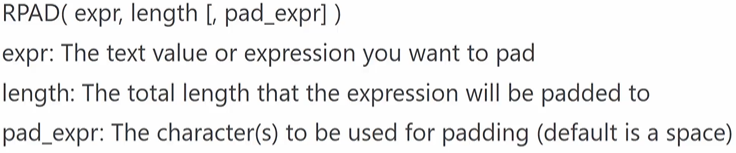 RPAD( expr, length [, pad_expr] )
expr: The text value or expression you want to pad
length: The total length that the expression will be padded to
pad_expr: The character(s) to be used for padding (default is a space)